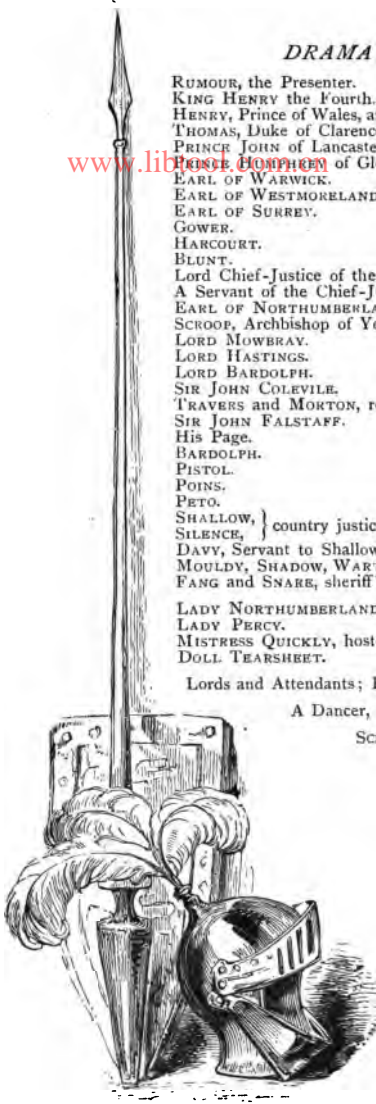 DRAMA
RUMOUR, the Presenter.
KING HENRY the Fourth.
HENRY, Prince of Wales, a
THOMAS, Duke of Clarenc
PRINCE JOHN of Lancaste
PRINCE HUMPHREY of Gl
www.libtool.com.cn
EARL OF WARWICK.
EARL OF WESTMORELAND
EARL OF SURREY.
GOWER.
HARCOURT.
BLUNT.
Lord Chief-Justice of the
A Servant of the Chief-J
EARL OF NORTHUMBERLA
SCROOP, Archbishop of Yo
LORD MOWBRAY.
LORD HASTINGS.
LORD BARDOLPH.
SIR JOHN COLEVILE.
TRAVERS and MORTON, r
SIR JOHN FALSTAFF.
His Page.
BARDOLPH.
PISTOL.
POINS.
PETO.
SHALLOW, } country justic
SILENCE,
DAVY, Servant to Shallow
MOULDY, SHADOW, WAR
FANG and SNARE, sheriff
LADY NORTHUMBERLAND
LADY PERCY.
MISTRESS QUICKLY, host
DOLL TEARSHEET.
Lords and Attendants;
A Dancer,
Sc